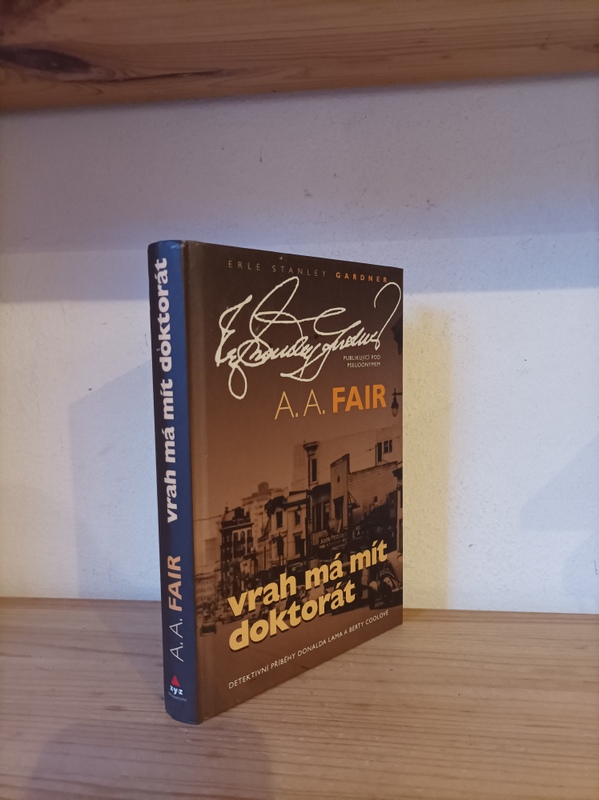 A. A. FAIR vrah má mít doktorát
xyz
ERLE STANLEY GARDNER
PUBLIKUJÍCÍ POD
PSEUDONYMEM
A. A. FAIR
vrah má mít
doktorát
DETEKTIVNÍ PŘÍBĚHY DONALDA LAMA A BERTY COOLOVÉ